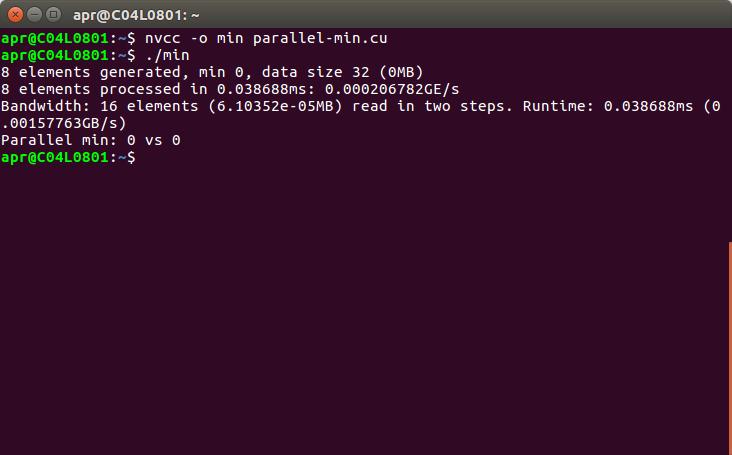 apr@C04L0801: ~
apr@C04L0801:~$ nvcc -o min parallel-min.cu
apr@C04L0801:~$ ./min
8 elements generated, min 0, data size 32 (0MB)
8 elements processed in 0.038688ms: 0.000206782GE/s
Bandwidth: 16 elements (6.10352e-05MB) read in two steps. Runtime: 0.038688ms (0
.00157763GB/s)
Parallel min: 0 vs 0
apr@C04L0801:~$